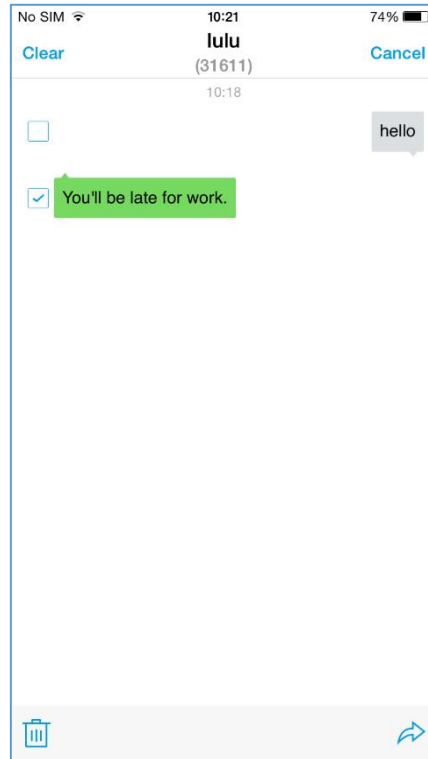 No SIM 10:21 74%
lulu
Clear Cancel
(31611)
10:18
hello
You'll be late for work.